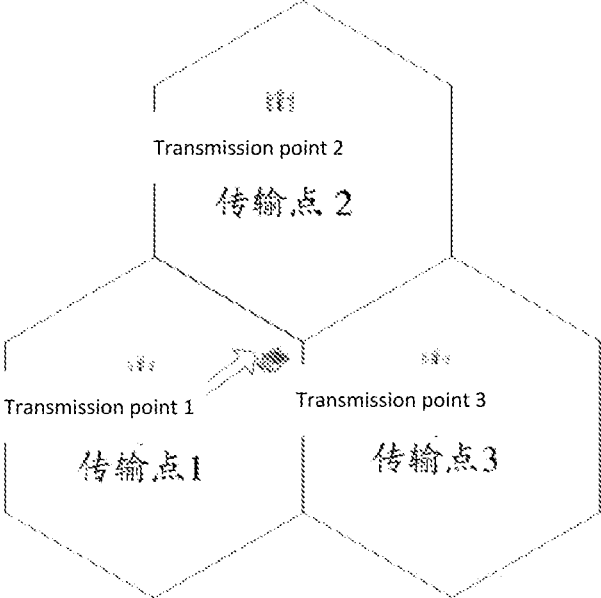 Transmission point 2
传输点 2
Transmission point 1
传输点1
Transmission point 3
传输点3